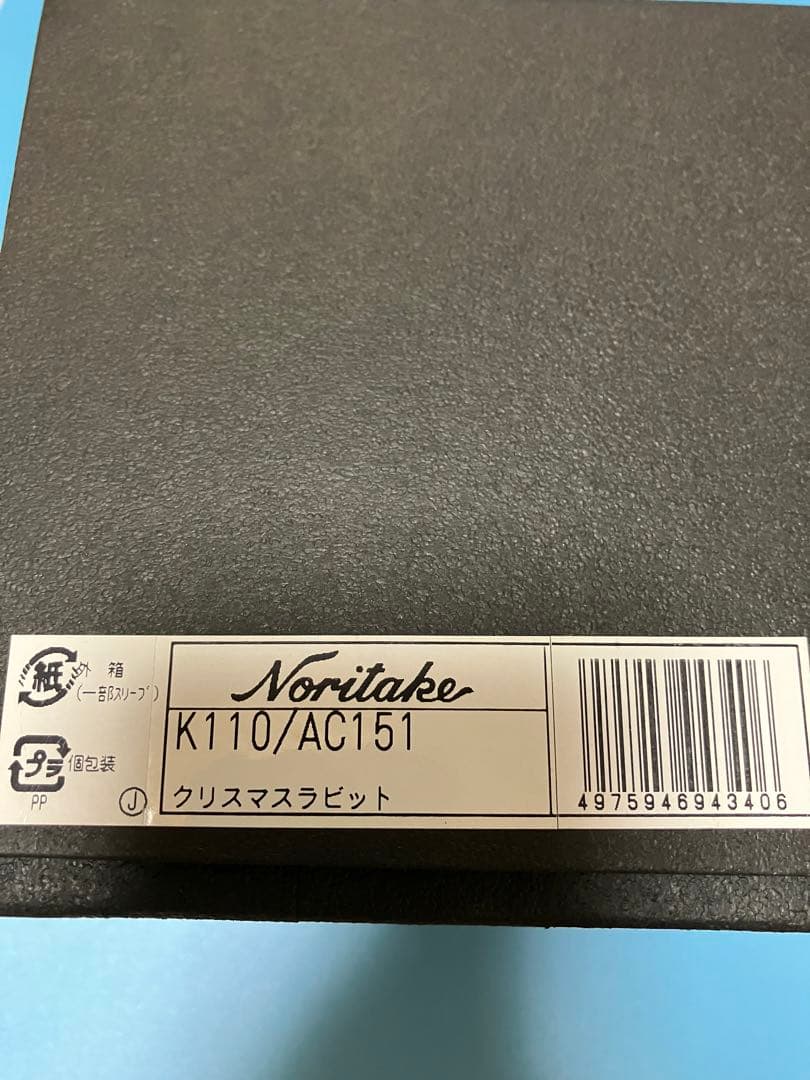 紙 外箱
(一部スリーブ)
プラ 個包装
PP
J
Noritake
K110/AC151
クリスマスラビット
4975946943406